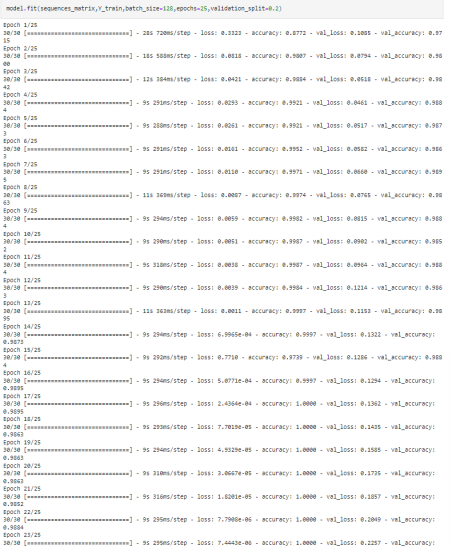 model.fit(sequences_matrix,Y_train,batch_size=128,epochs=25,validation_split=0.2)
Epoch 1/25
30/30 [==============================] - 28s 720ms/step - loss: 0.3323 - accuracy: 0.8772 - val_loss: 0.1085 - val_accuracy: 0.97
15
Epoch 2/25
30/30 [==============================] - 18s 588ms/step - loss: 0.0818 - accuracy: 0.9807 - val_loss: 0.0794 - val_accuracy: 0.98
00
Epoch 3/25
30/30 [==============================] - 12s 384ms/step - loss: 0.0421 - accuracy: 0.9884 - val_loss: 0.0518 - val_accuracy: 0.98
42
Epoch 4/25
30/30 [==============================] - 9s 291ms/step - loss: 0.0293 - accuracy: 0.9921 - val_loss: 0.0461 - val_accuracy: 0.988
4
Epoch 5/25
30/30 [==============================] - 9s 288ms/step - loss: 0.0261 - accuracy: 0.9921 - val_loss: 0.0517 - val_accuracy: 0.987
3
Epoch 6/25
30/30 [==============================] - 9s 291ms/step - loss: 0.0161 - accuracy: 0.9952 - val_loss: 0.0582 - val_accuracy: 0.986
3
Epoch 7/25
30/30 [==============================] - 9s 291ms/step - loss: 0.0110 - accuracy: 0.9971 - val_loss: 0.0660 - val_accuracy: 0.989
5
Epoch 8/25
30/30 [==============================] - 11s 369ms/step - loss: 0.0087 - accuracy: 0.9974 - val_loss: 0.0765 - val_accuracy: 0.98
63
Epoch 9/25
30/30 [==============================] - 9s 294ms/step - loss: 0.0059 - accuracy: 0.9982 - val_loss: 0.0815 - val_accuracy: 0.988
4
Epoch 10/25
30/30 [==============================] - 9s 290ms/step - loss: 0.0051 - accuracy: 0.9987 - val_loss: 0.0902 - val_accuracy: 0.985
2
Epoch 11/25
30/30 [==============================] - 9s 318ms/step - loss: 0.0038 - accuracy: 0.9987 - val_loss: 0.0964 - val_accuracy: 0.988
4
Epoch 12/25
30/30 [==============================] - 9s 290ms/step - loss: 0.0039 - accuracy: 0.9984 - val_loss: 0.1214 - val_accuracy: 0.986
3
Epoch 13/25
30/30 [==============================] - 11s 363ms/step - loss: 0.0011 - accuracy: 0.9997 - val_loss: 0.1153 - val_accuracy: 0.98
95
Epoch 14/25
30/30 [==============================] - 9s 294ms/step - loss: 6.9965e-04 - accuracy: 0.9997 - val_loss: 0.1322 - val_accuracy:
0.9873
Epoch 15/25
30/30 [==============================] - 9s 292ms/step - loss: 0.7710 - accuracy: 0.9739 - val_loss: 0.1286 - val_accuracy: 0.988
4
Epoch 16/25
30/30 [==============================] - 9s 294ms/step - loss: 5.0771e-04 - accuracy: 0.9997 - val_loss: 0.1294 - val_accuracy:
0.9895
Epoch 17/25
30/30 [==============================] - 9s 296ms/step - loss: 2.4364e-04 - accuracy: 1.0000 - val_loss: 0.1362 - val_accuracy:
0.9895
Epoch 18/25
30/30 [==============================] - 9s 293ms/step - loss: 7.7019e-05 - accuracy: 1.0000 - val_loss: 0.1435 - val_accuracy:
0.9863
Epoch 19/25
30/30 [==============================] - 9s 294ms/step - loss: 4.9329e-05 - accuracy: 1.0000 - val_loss: 0.1585 - val_accuracy:
0.9863
Epoch 20/25
30/30 [==============================] - 9s 310ms/step - loss: 3.0667e-05 - accuracy: 1.0000 - val_loss: 0.1735 - val_accuracy:
0.9863
Epoch 21/25
30/30 [==============================] - 9s 316ms/step - loss: 1.8201e-05 - accuracy: 1.0000 - val_loss: 0.1857 - val_accuracy:
0.9852
Epoch 22/25
30/30 [==============================] - 9s 295ms/step - loss: 7.7908e-06 - accuracy: 1.0000 - val_loss: 0.2049 - val_accuracy:
0.9884
Epoch 23/25
30/30 [==============================] - 9s 295ms/step - loss: 7.4443e-06 - accuracy: 1.0000 - val_loss: 0.2257 - val_accuracy: